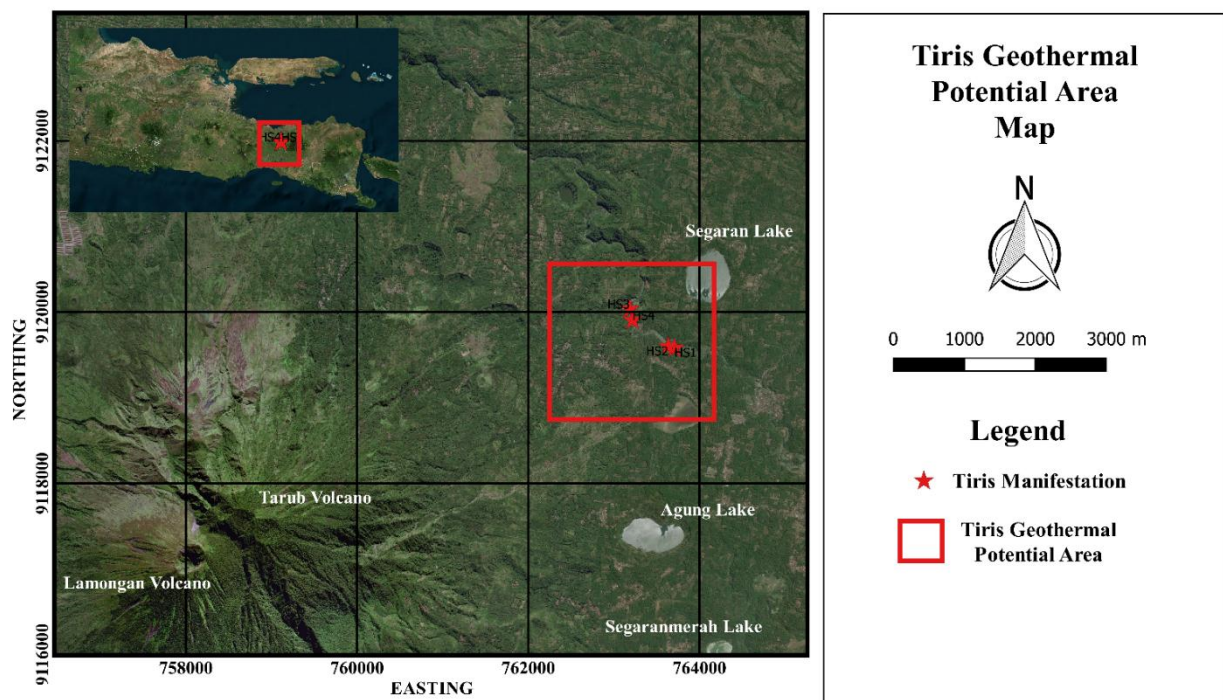 HS4HS
Segaran Lake
HS3
HS4
HS2
HS1
Tarub Volcano
Agung Lake
Lamongan Volcano
Segaranmerah Lake
9122000
9120000
9118000
9116000
NORTHING
758000
760000
762000
764000
EASTING
Tiris Geothermal
Potential Area
Map
N
0 1000 2000 3000 m
Legend
Tiris Manifestation
Tiris Geothermal
Potential Area